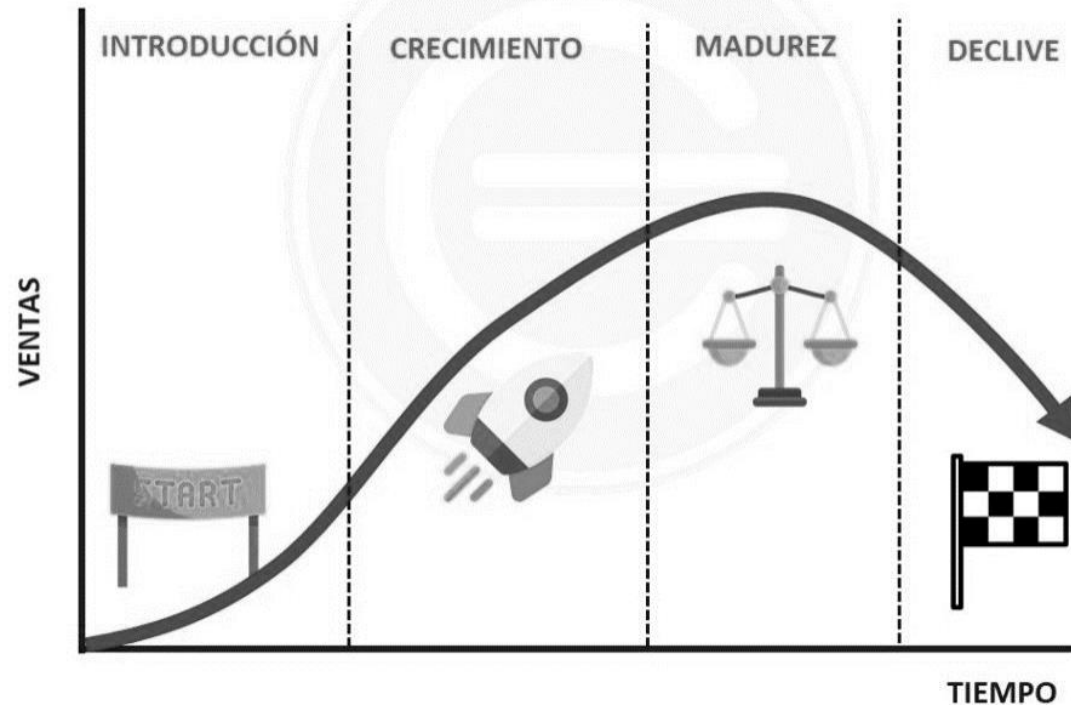 INTRODUCCIÓN
CRECIMIENTO
MADUREZ
DECLIVE
VENTAS
START
TIEMPO